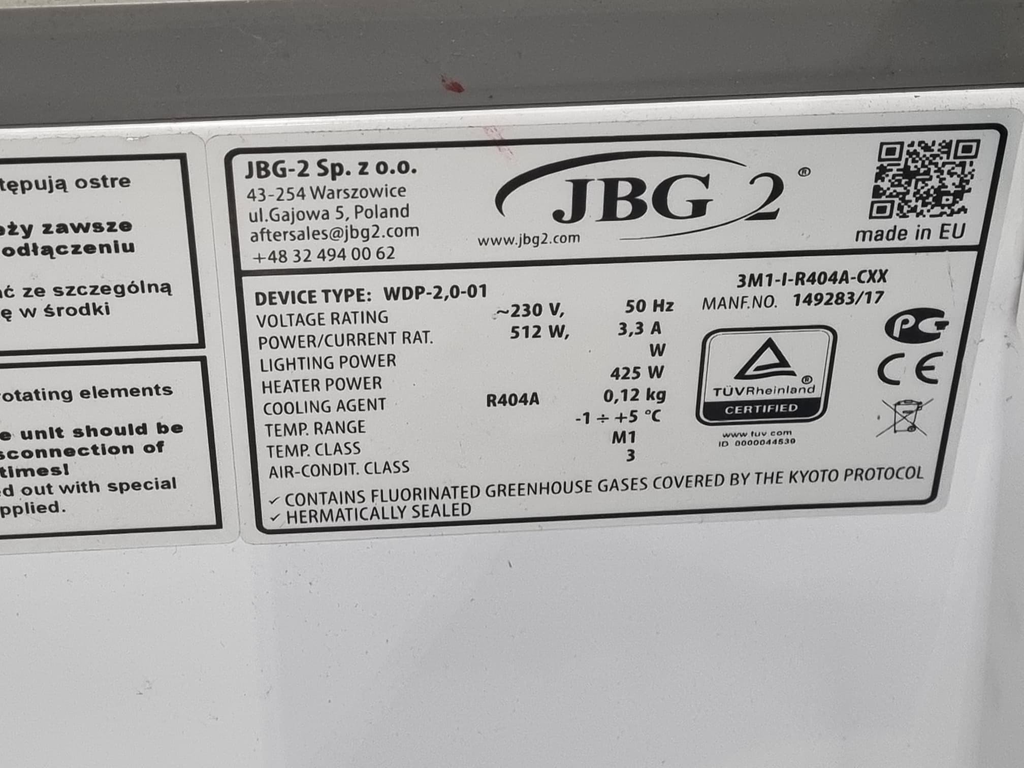 tępują ostre
ży zawsze
odłączeniu
ć ze szczególną
ę w środki
otating elements
e unit should be
sconnection of
times!
d out with special
pplied.
JBG-2 Sp. z o.o.
43-254 Warszowice
ul.Gajowa 5, Poland
aftersales@jbg2.com
+48 32 494 00 62
JBG 2®
www.jbg2.com
made in EU
DEVICE TYPE: WDP-2,0-01
3M1-I-R404A-CXX
VOLTAGE RATING ~230 V, 50 Hz
MANF.NO. 149283/17
POWER/CURRENT RAT. 512 W, 3,3 A
LIGHTING POWER W
HEATER POWER 425 W
COOLING AGENT R404A 0,12 kg
TEMP. RANGE -1 ÷ +5 °C
TEMP. CLASS M1
AIR-CONDIT. CLASS 3
TÜVRheinland®
CERTIFIED
www.tuv.com
ID 0000044539
PC
CE
✓ CONTAINS FLUORINATED GREENHOUSE GASES COVERED BY THE KYOTO PROTOCOL
✓ HERMATICALLY SEALED